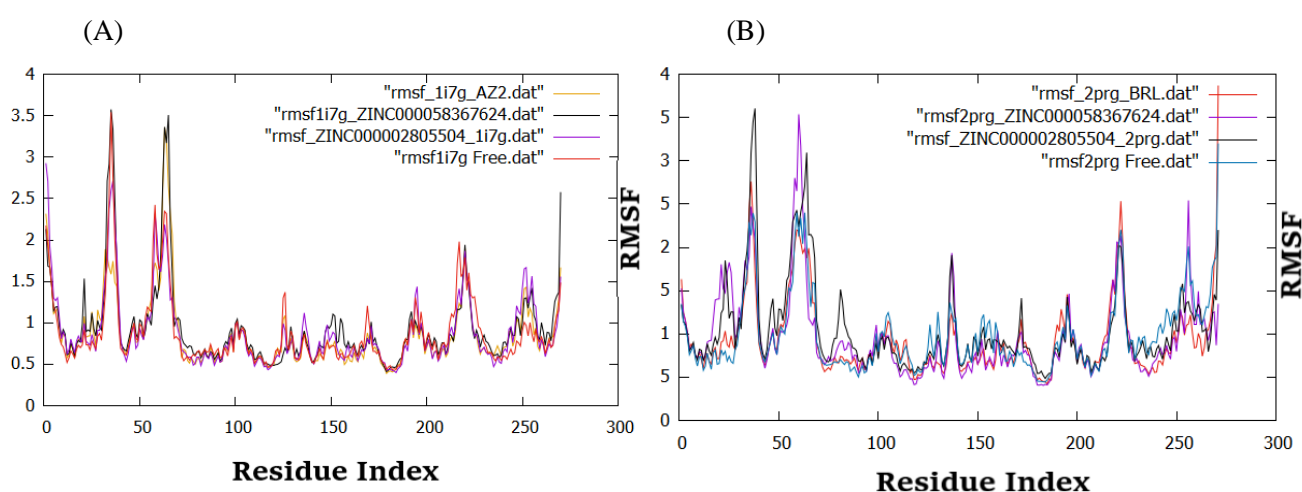 (A)
(B)
4
3.5
3
2.5
2
1.5
1
0.5
0
"rmsf_1i7g_AZ2.dat"
"rmsf1i7g_ZINC000058367624"
"rmsf_ZINC000002805504_1i7g.dat"
"rmsf1i7g Free.dat"
0 50 100 150 200 250 300
Residue Index
RMSF
4
5
3
5
2
5
1
5
0
"rmsf_2prg_BRL.dat"
"rmsf2prg_ZINC000058367624.dat"
"rmsf_ZINC000002805504_2prg.dat"
"rmsf2prg Free.dat"
0 50 100 150 200 250 300
Residue Index
RMSF